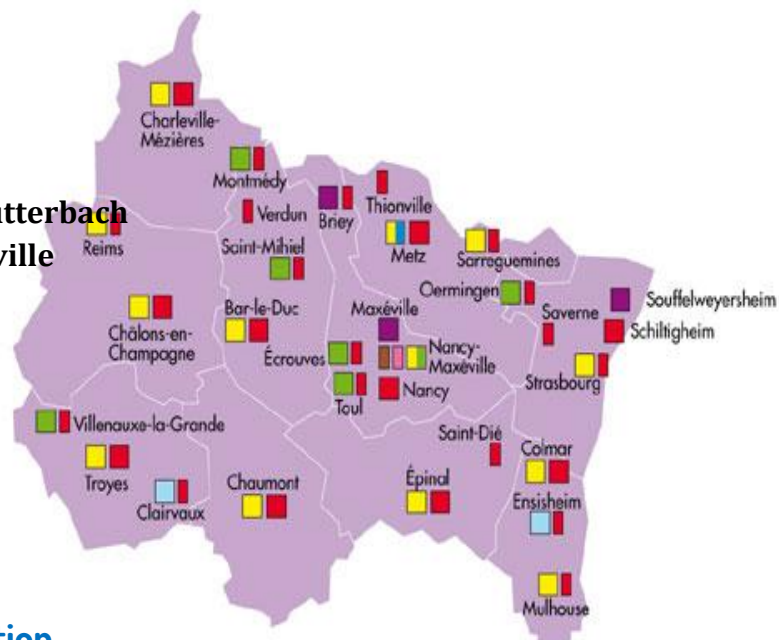 Charleville-
Mézières
Montmédy
utterbach
ville
Reims
Verdun
Briey
Thionville
Metz
Saint-Mihiel
Sarreguemines
Oermingen
Saverne
Souffelweyersheim
Schiltigheim
Strasbourg
Châlons-en-
Champagne
Bar-le-Duc
Maxéville
Écrouves
Nancy-
Maxéville
Toul
Nancy
Villenauxe-la-Grande
Saint-Dié
Colmar
Troyes
Clairvaux
Chaumont
Épinal
Ensisheim
Mulhouse
tion